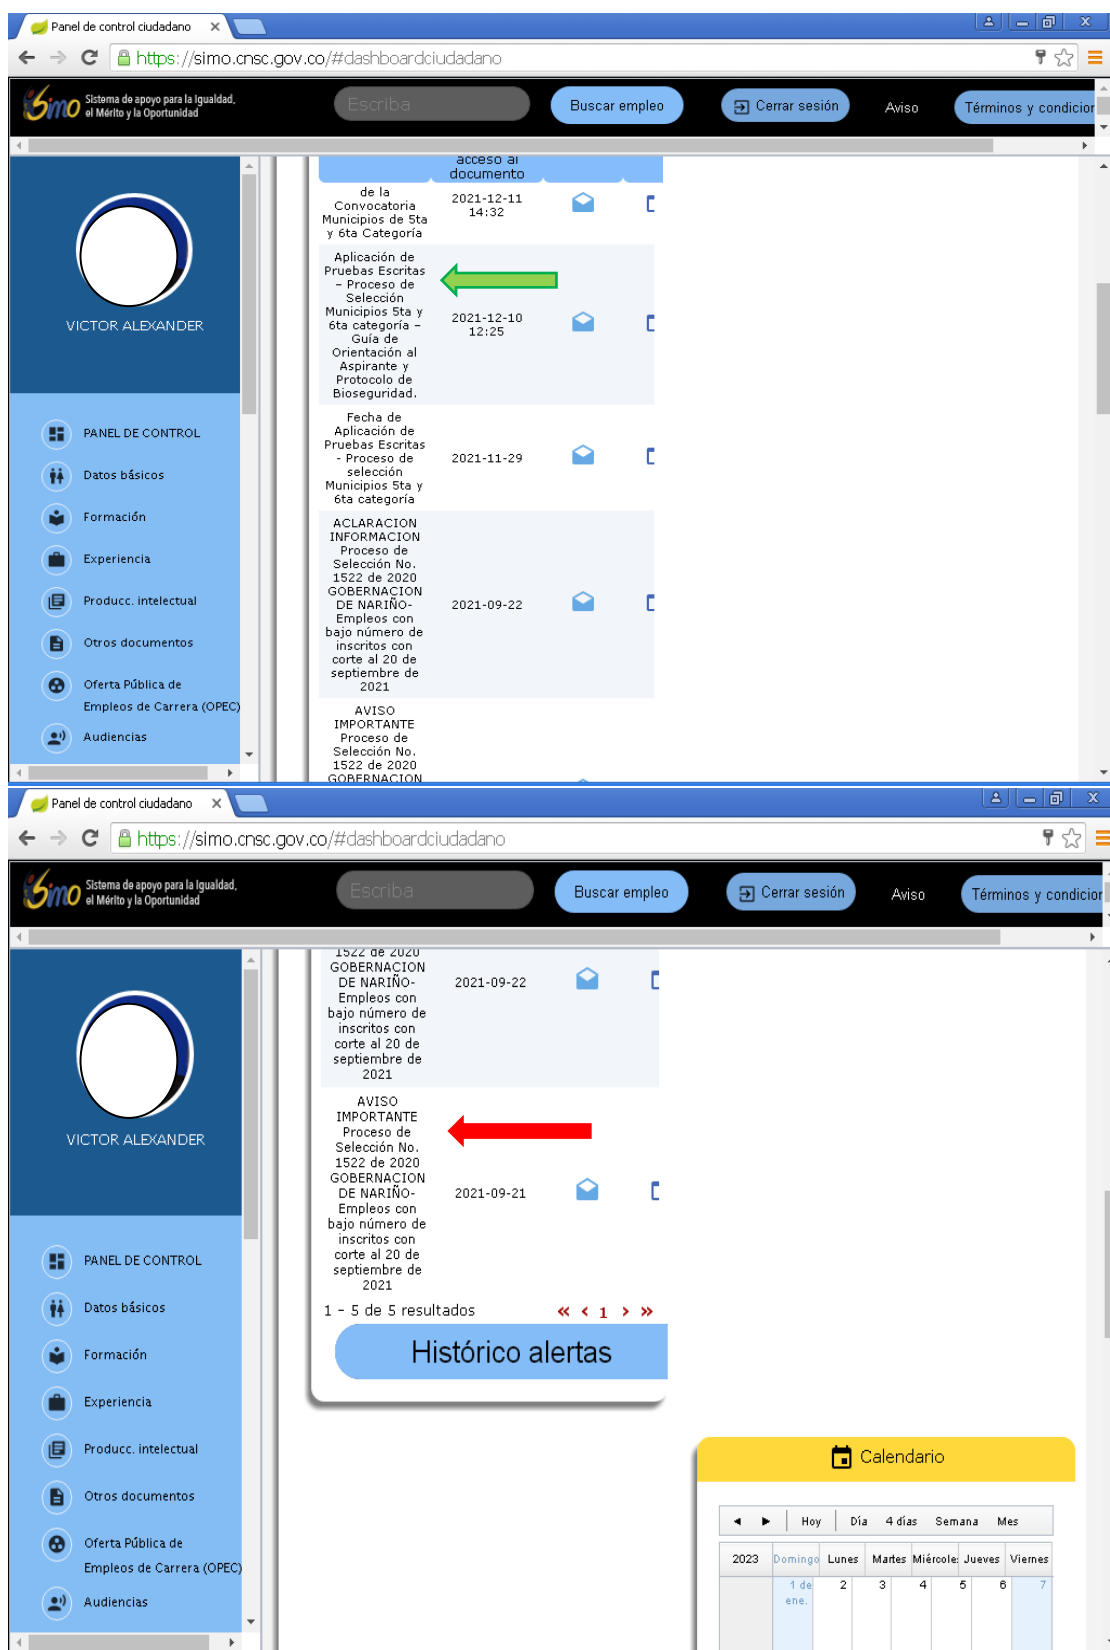 Panel de control ciudadano
https://simo.cnsc.gov.co/#dashboardciudadano
Simo Sistema de apoyo para la Igualdad,
el Mérito y la Oportunidad
Escriba
Buscar empleo
Cerrar sesión
Aviso
Términos y condicior
VICTOR ALEXANDER
PANEL DE CONTROL
Datos básicos
Formación
Experiencia
Producc. intelectual
Otros documentos
Oferta Pública de
Empleos de Carrera (OPEC)
Audiencias
acceso al
documento
de la
Convocatoria
Municipios de 5ta
y 6ta Categoría
2021-12-11
14:32
Aplicación de
Pruebas Escritas
– Proceso de
Selección
Municipios 5ta y
6ta categoría –
Guía de
Orientación al
Aspirante y
Protocolo de
Bioseguridad.
2021-12-10
12:25
Fecha de
Aplicación de
Pruebas Escritas
- Proceso de
selección
Municipios 5ta y
6ta categoría
2021-11-29
ACLARACION
INFORMACION
Proceso de
Selección No.
1522 de 2020
GOBERNACION
DE NARIÑO-
Empleos con
bajo número de
inscritos con
corte al 20 de
septiembre de
2021
2021-09-22
AVISO
IMPORTANTE
Proceso de
Selección No.
1522 de 2020
GOBERNACION
Panel de control ciudadano
https://simo.cnsc.gov.co/#dashboardciudadano
Simo Sistema de apoyo para la Igualdad,
el Mérito y la Oportunidad
Escriba
Buscar empleo
Cerrar sesión
Aviso
Términos y condicior
VICTOR ALEXANDER
PANEL DE CONTROL
Datos básicos
Formación
Experiencia
Producc. intelectual
Otros documentos
Oferta Pública de
Empleos de Carrera (OPEC)
Audiencias
1522 de 2020
GOBERNACION
DE NARIÑO-
Empleos con
bajo número de
inscritos con
corte al 20 de
septiembre de
2021
2021-09-22
AVISO
IMPORTANTE
Proceso de
Selección No.
1522 de 2020
GOBERNACION
DE NARIÑO-
Empleos con
bajo número de
inscritos con
corte al 20 de
septiembre de
2021
2021-09-21
1 - 5 de 5 resultados
« ‹ 1 › »
Histórico alertas
Calendario
Hoy Día 4 días Semana Mes
2023 Domingo Lunes Martes Miércoles Jueves Viernes
1 de
ene.
2 3 4 5 6 7